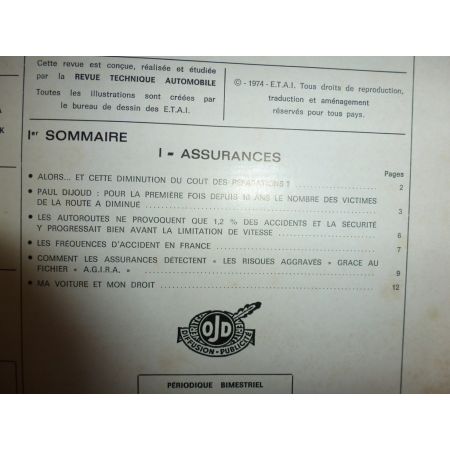 Cette revue est conçue, réalisée et étudiée
par la REVUE TECHNIQUE AUTOMOBILE
Toutes les illustrations sont créées par
le bureau de dessin des E.T.A.I.
© - 1974 - E.T.A.I. Tous droits de reproduction,
traduction et aménagement
réservés pour tous pays.
A
K
Ier SOMMAIRE
I - ASSURANCES
Pages
• ALORS... ET CETTE DIMINUTION DU COUT DES RÉPARATIONS ? 2
• PAUL DIJOUD : POUR LA PREMIÈRE FOIS DEPUIS 10 ANS LE NOMBRE DES VICTIMES
DE LA ROUTE A DIMINUE 3
• LES AUTOROUTES NE PROVOQUENT QUE 1,2 % DES ACCIDENTS ET LA SÉCURITÉ
Y PROGRESSAIT BIEN AVANT LA LIMITATION DE VITESSE 6
• LES FREQUENCES D'ACCIDENT EN FRANCE 7
• COMMENT LES ASSURANCES DÉTECTENT « LES RISQUES AGGRAVÉS » GRACE AU
FICHIER « A.G.I.R.A. » 9
• MA VOITURE ET MON DROIT 12
OJD
DIFFUSION - PUBLICITÉ
PÉRIODIQUE BIMESTRIEL